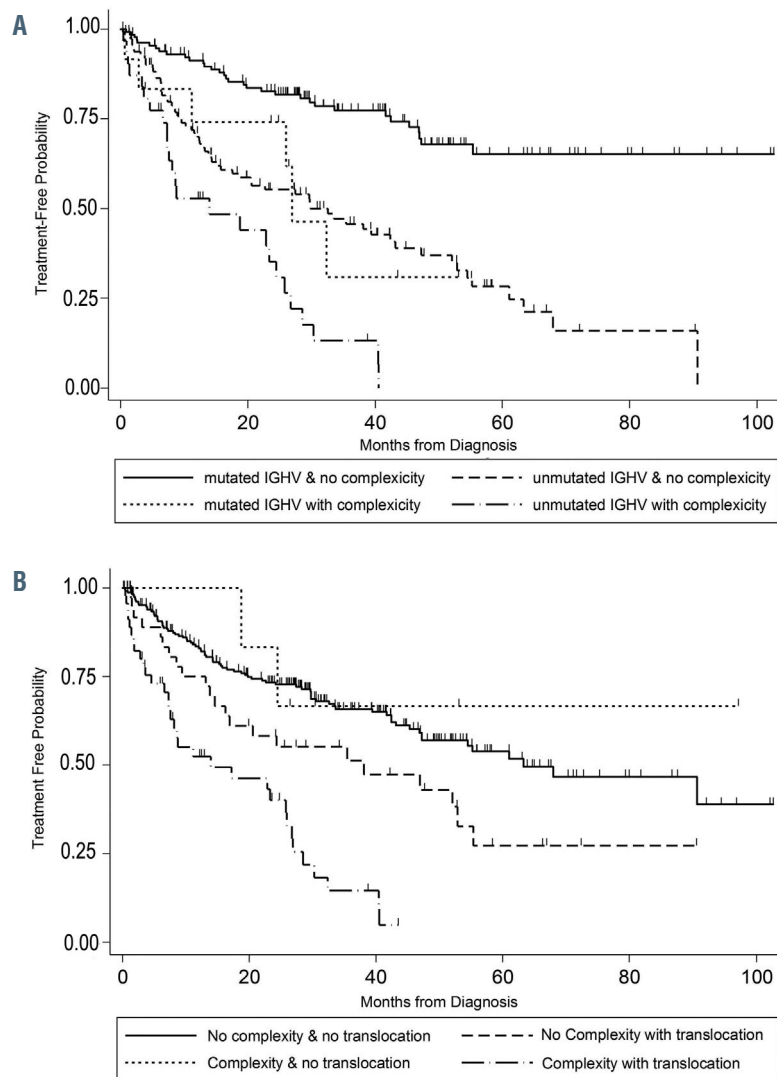 A
Treatment-Free Probability
1.00
0.75
0.50
0.25
0.00
0 20 40 60 80 100
Months from Diagnosis
mutated IGHV & no complexicity
unmutated IGHV & no complexicity
mutated IGHV with complexicity
unmutated IGHV with complexicity
B
Treatment Free Probability
1.00
0.75
0.50
0.25
0.00
0 20 40 60 80 100
Months from Diagnosis
No complexity & no translocation
No Complexity with translocation
Complexity & no translocation
Complexity with translocation